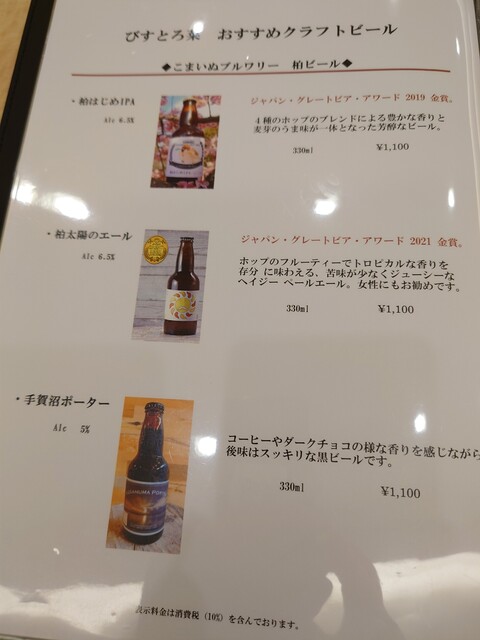 びすとろ菜 おすすめクラフトビール
◆こまいぬブルワリー 柏ビール◆
・柏はじめIPA
Alc 6.5%
ジャパン・グレートビア・アワード 2019 金賞。
4種のホップのブレンドによる豊かな香りと
麦芽のうま味が一体となった芳醇なビール。
330ml ¥1,100
・柏太陽のエール
Alc 6.5%
ジャパン・グレートビア・アワード 2021 金賞。
ホップのフルーティーでトロピカルな香りを
存分 に味わえる、苦味が少なくジューシーな
ヘイジー ペールエール。女性にもお勧めです。
330ml ¥1,100
・手賀沼ポーター
Alc 5%
コーヒーやダークチョコの様な香りを感じながら
後味はスッキリな黒ビールです。
330ml ¥1,100
表示料金は消費税（10%）を含んでおります。